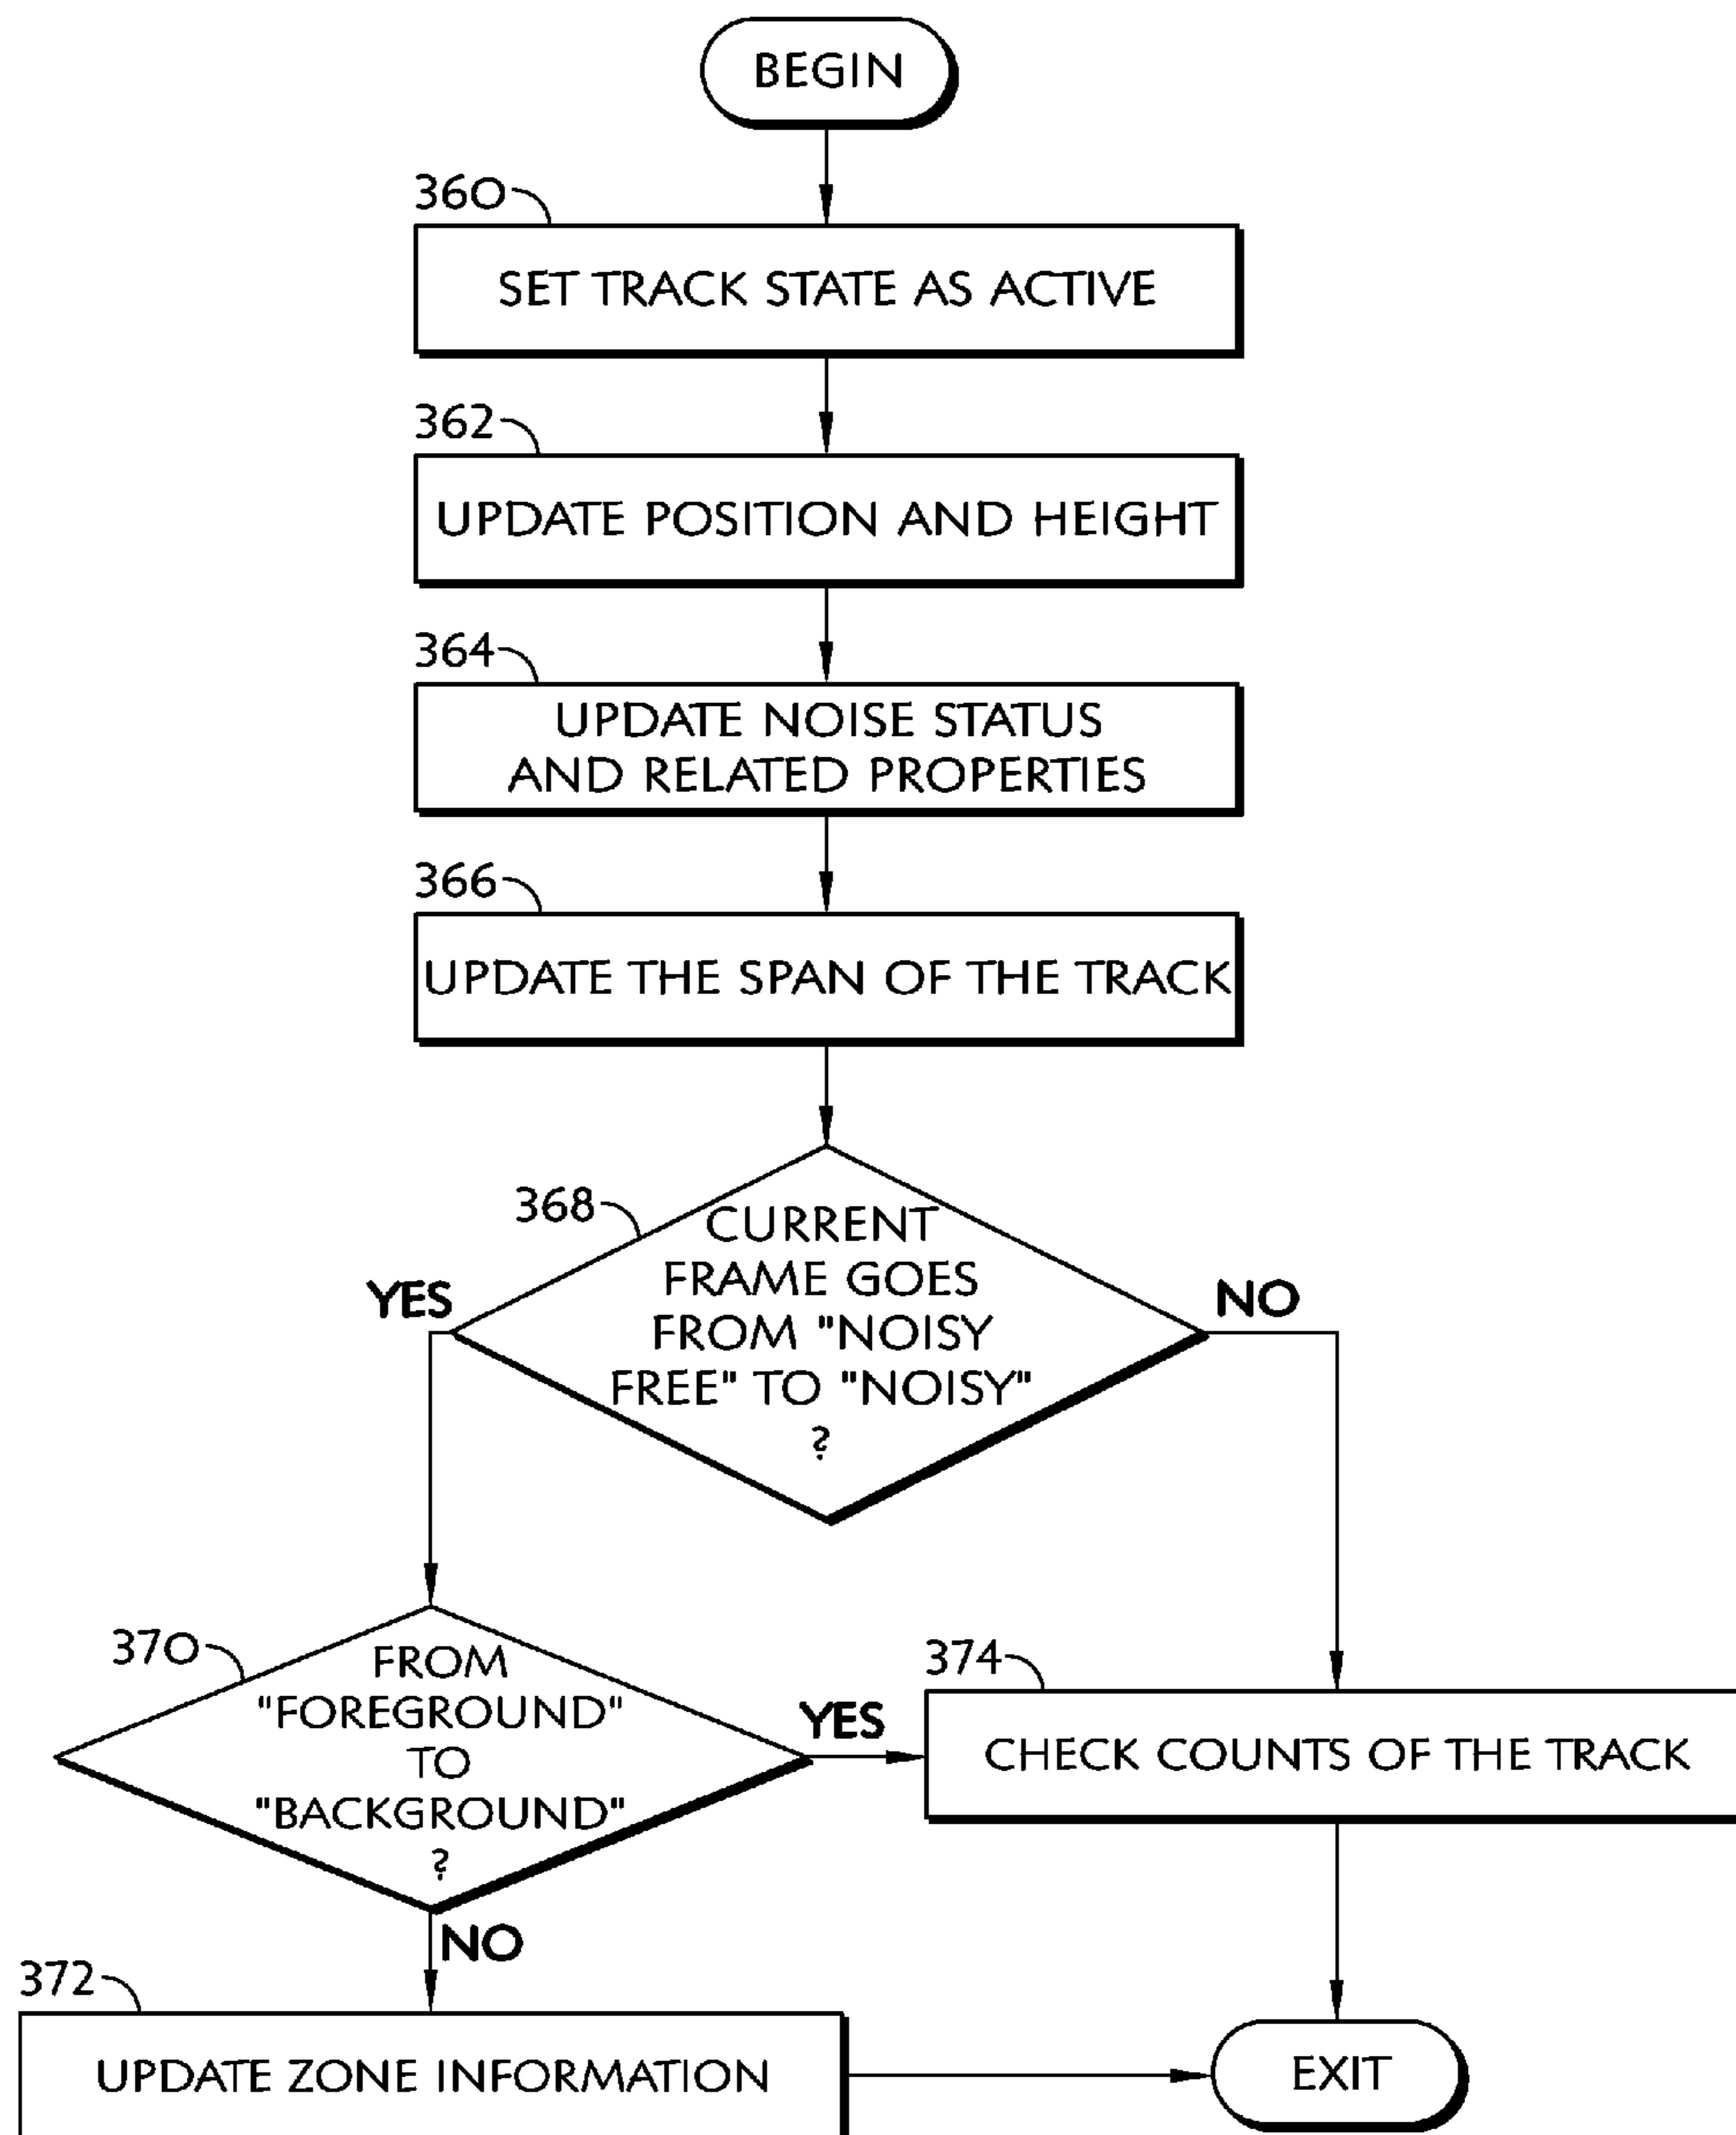 BEGIN
360
SET TRACK STATE AS ACTIVE
362
UPDATE POSITION AND HEIGHT
364
UPDATE NOISE STATUS
AND RELATED PROPERTIES
366
UPDATE THE SPAN OF THE TRACK
368
CURRENT
FRAME GOES
FROM "NOISY
FREE" TO "NOISY"
?
YES
NO
370
FROM
"FOREGROUND"
TO
"BACKGROUND"
?
YES
NO
374
CHECK COUNTS OF THE TRACK
372
UPDATE ZONE INFORMATION
EXIT